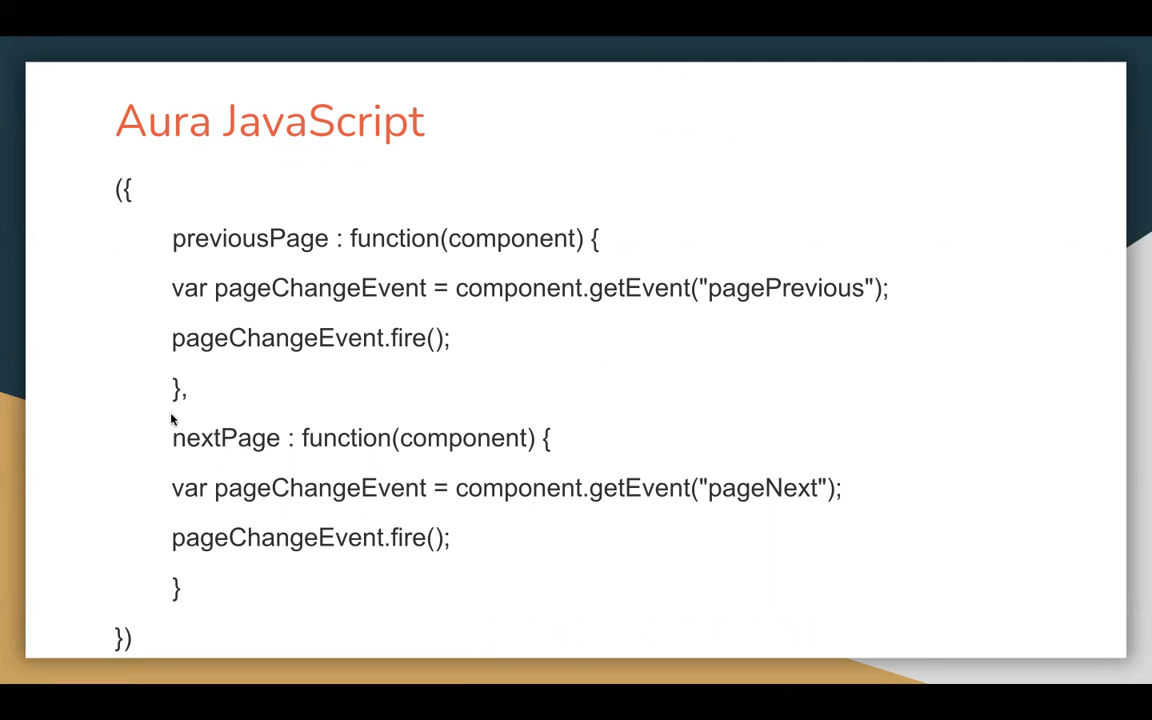 Aura JavaScript
({
previousPage : function(component) {
var pageChangeEvent = component.getEvent("pagePrevious");
pageChangeEvent.fire();
},
nextPage : function(component) {
var pageChangeEvent = component.getEvent("pageNext");
pageChangeEvent.fire();
}
})